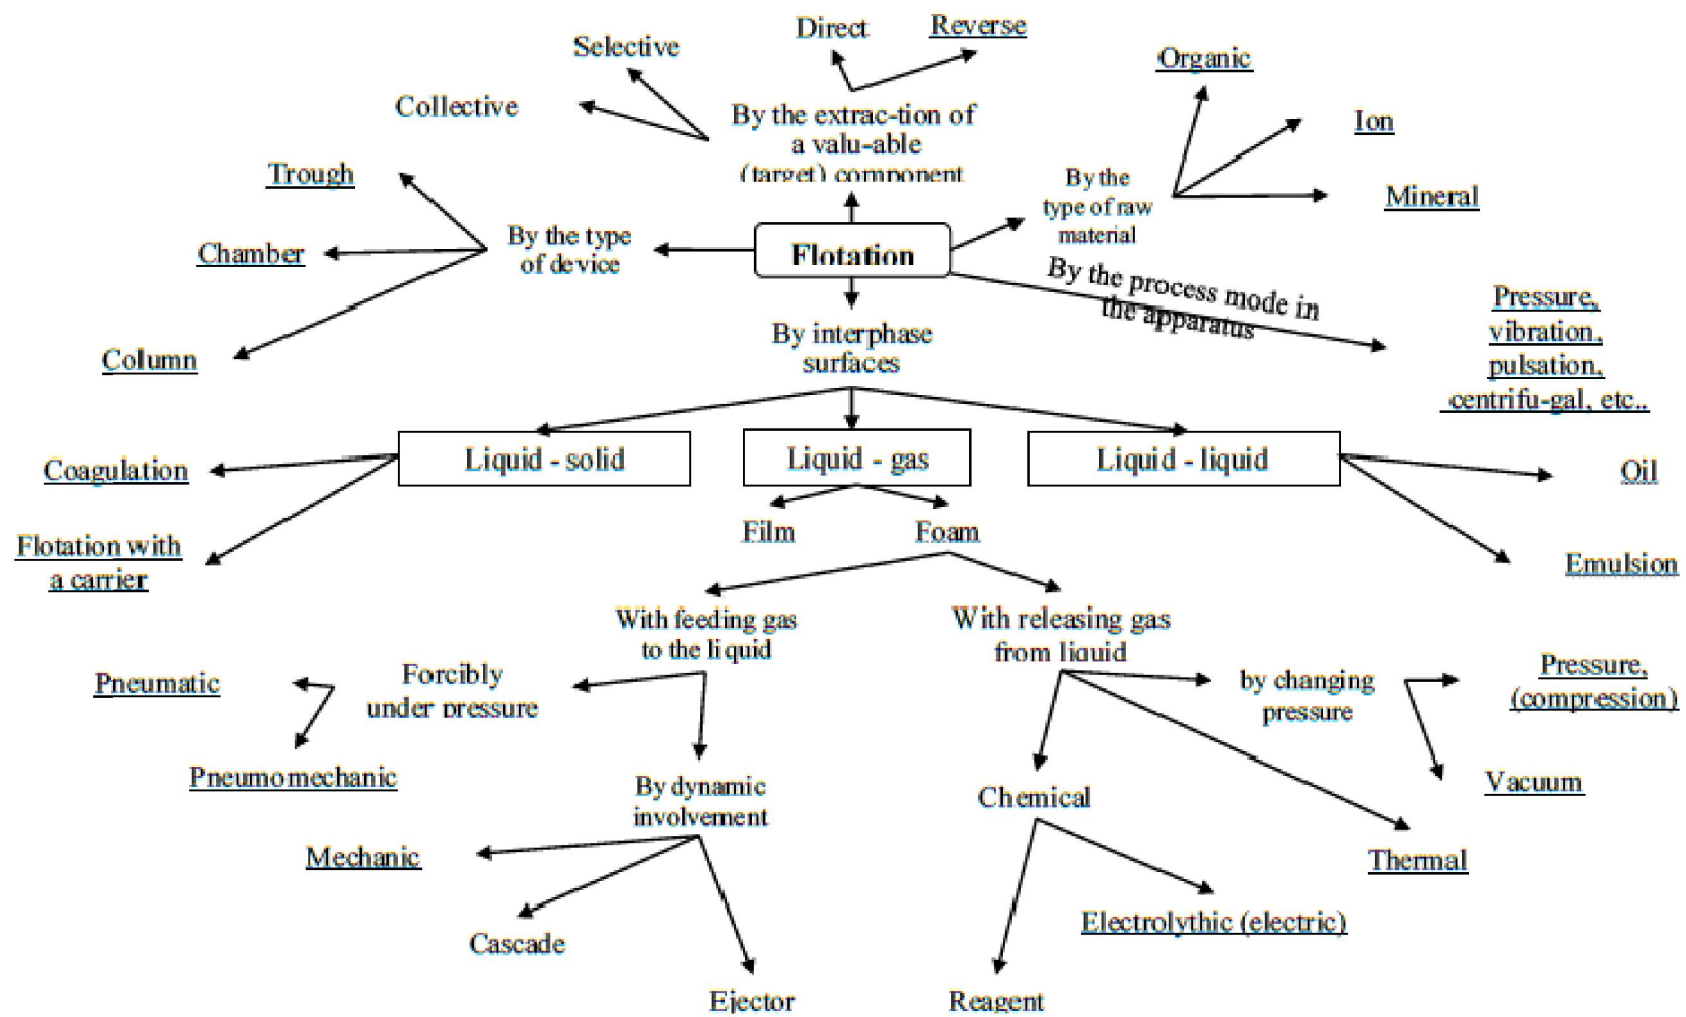 Direct
Reverse
Selective
Organic
Collective
By the extrac-tion of
a valu-able
(target) component
Ion
Trough
By the
type of raw
material
Mineral
Chamber
By the type
of device
Flotation
By the process mode in
the apparatus
Pressure,
vibration,
pulsation,
centrifu-gal, etc..
By interphase
surfaces
Column
Coagulation
Liquid - solid
Liquid - gas
Liquid - liquid
Oil
Film
Foam
Flotation with
a carrier
Emulsion
With feeding gas
to the liquid
With releasing gas
from liquid
Pneumatic
Forcibly
under pressure
by changing
pressure
Pressure,
(compression)
Pneumomechanic
By dynamic
involvement
Chemical
Vacuum
Mechanic
Thermal
Cascade
Electrolythic (electric)
Ejector
Reagent